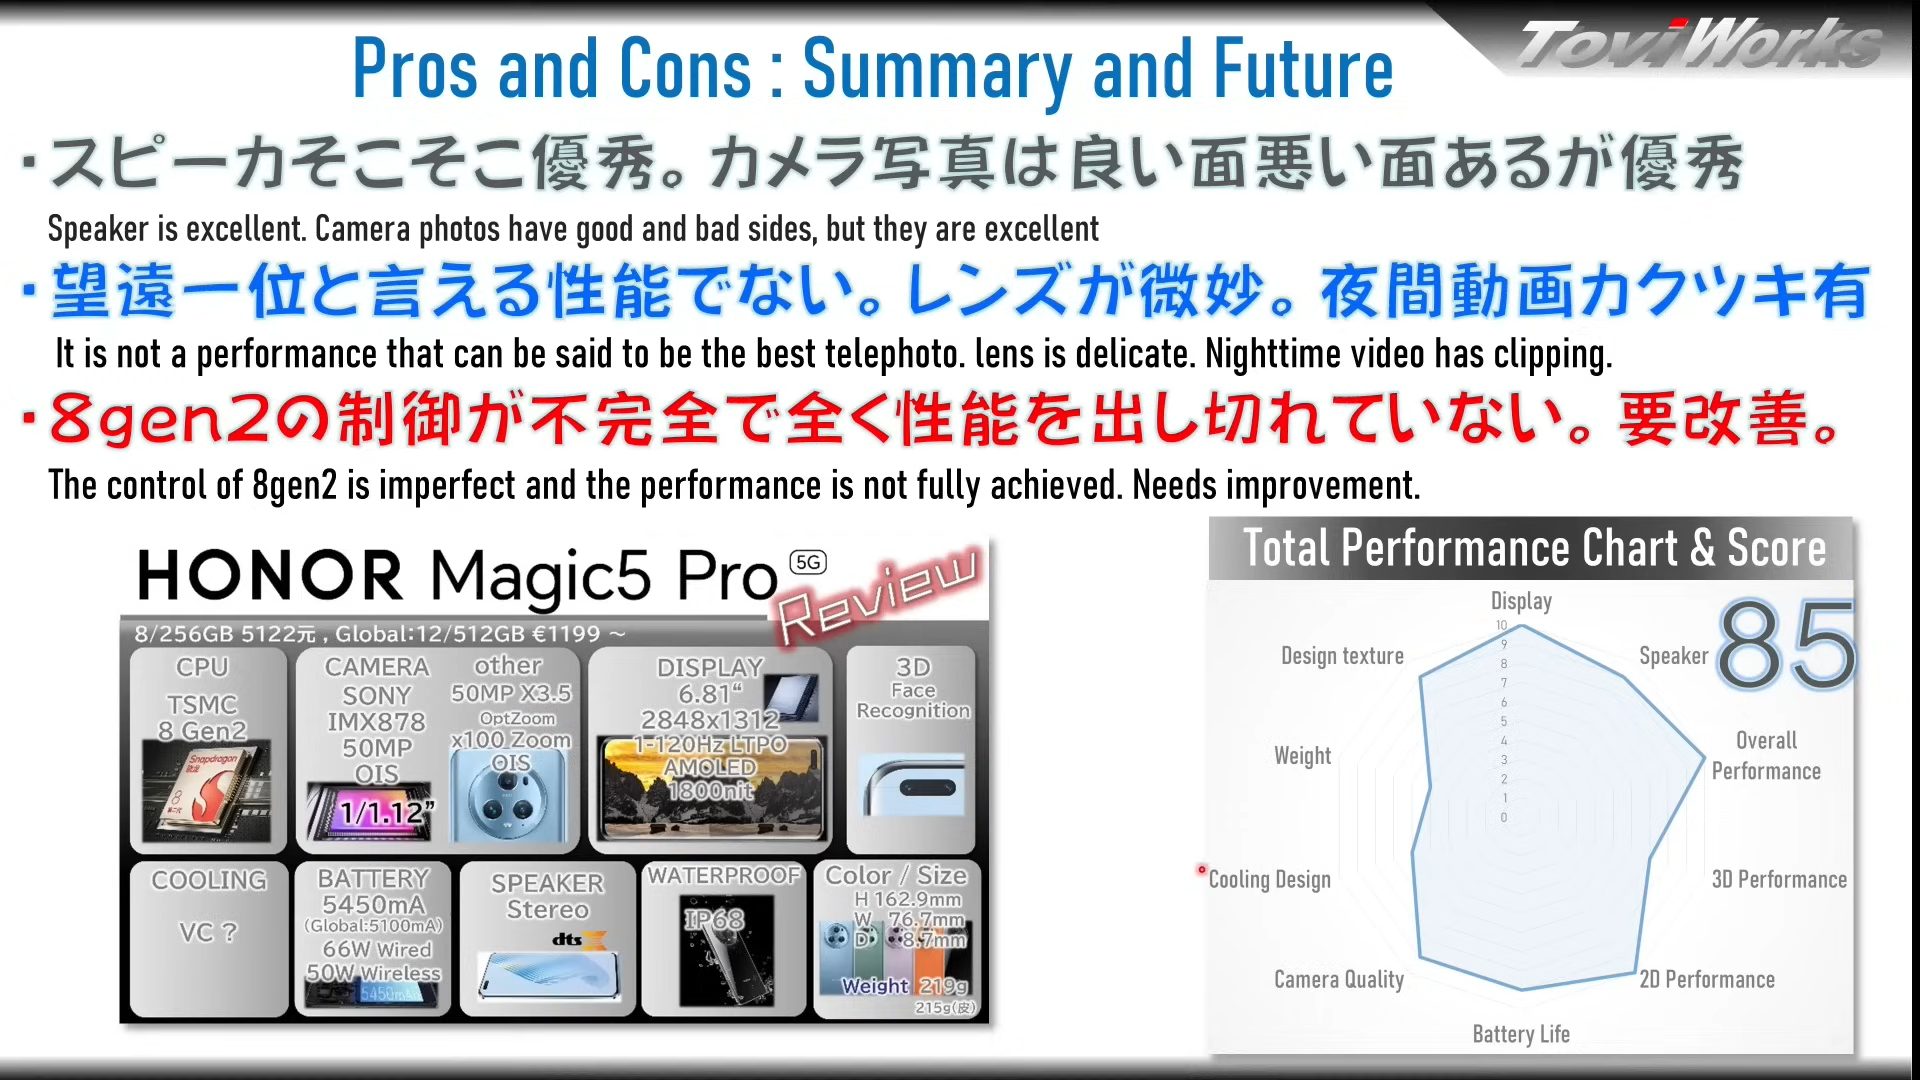 ToviWorks
Pros and Cons : Summary and Future
・スピーカそこそこ優秀。カメラ写真は良い面悪い面あるが優秀
Speaker is excellent. Camera photos have good and bad sides, but they are excellent
・望遠一位と言える性能でない。レンズが微妙。夜間動画カクツキ有
It is not a performance that can be said to be the best telephoto. lens is delicate. Nighttime video has clipping.
・8gen2の制御が不完全で全く性能を出し切れていない。要改善。
The control of 8gen2 is imperfect and the performance is not fully achieved. Needs improvement.
HONOR Magic5 Pro 5G
Review
8/256GB 5122元 , Global:12/512GB €1199 ～
CPU
TSMC
8 Gen2
Snapdragon
骁龙
8
第二代
CAMERA
SONY
IMX878
50MP
OIS
1/1.12”
other
50MP X3.5
OptZoom
x100 Zoom
OIS
DISPLAY
6.81“
2848x1312
1-120Hz LTPO
AMOLED
1800nit
3D
Face
Recognition
COOLING
VC ?
BATTERY
5450mA
(Global:5100mA)
66W Wired
50W Wireless
5450mAh
SPEAKER
Stereo
dts X
WATERPROOF
IP68
Color / Size
H 162.9mm
W 76.7mm
D 8.7mm
Weight 219g
215g(皮)
Total Performance Chart & Score
85
Display
Speaker
Overall
Performance
3D Performance
2D Performance
Battery Life
Camera Quality
Cooling Design
Weight
Design texture
10
9
8
7
6
5
4
3
2
1
0